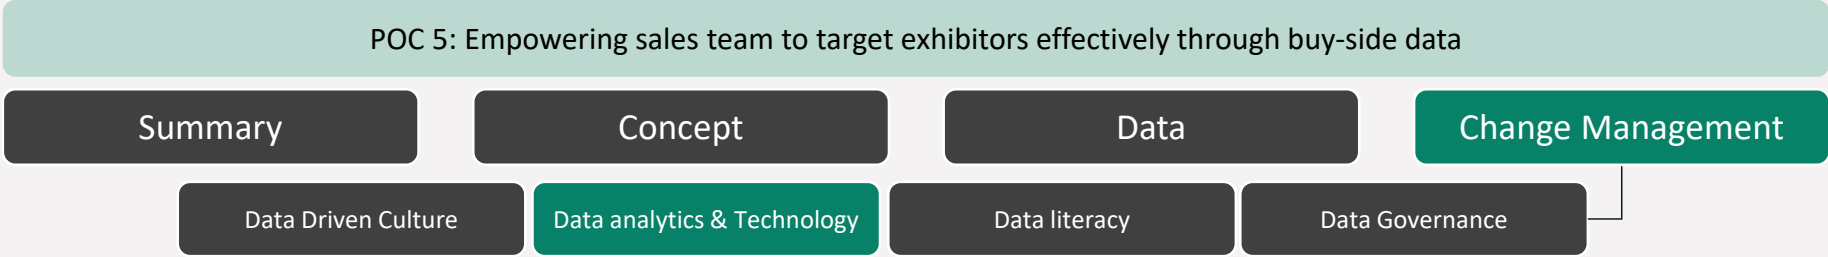 POC 5: Empowering sales team to target exhibitors effectively through buy-side data
Summary
Concept
Data
Change Management
Data Driven Culture
Data analytics & Technology
Data literacy
Data Governance